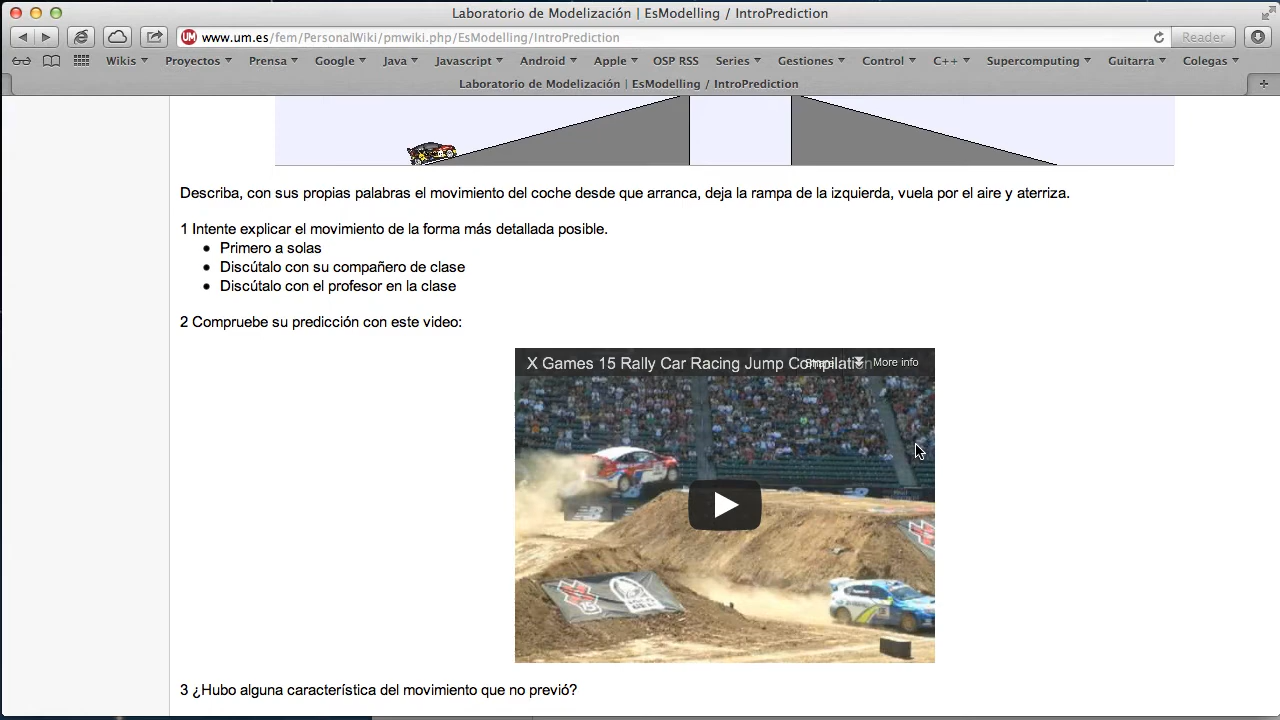 Laboratorio de Modelización | EsModelling / IntroPrediction
www.um.es/fem/PersonalWiki/pmwiki.php/EsModelling/IntroPrediction
Reader
Wikis Proyectos Prensa Google Java Javascript Android Apple OSP RSS Series Gestiones Control C++ Supercomputing Guitarra Colegas
Laboratorio de Modelización | EsModelling / IntroPrediction
Describa, con sus propias palabras el movimiento del coche desde que arranca, deja la rampa de la izquierda, vuela por el aire y aterriza.
1 Intente explicar el movimiento de la forma más detallada posible.
Primero a solas
Discútalo con su compañero de clase
Discútalo con el profesor en la clase
2 Compruebe su predicción con este video:
X Games 15 Rally Car Racing Jump Compilation
Share
More info
3 ¿Hubo alguna característica del movimiento que no previó?